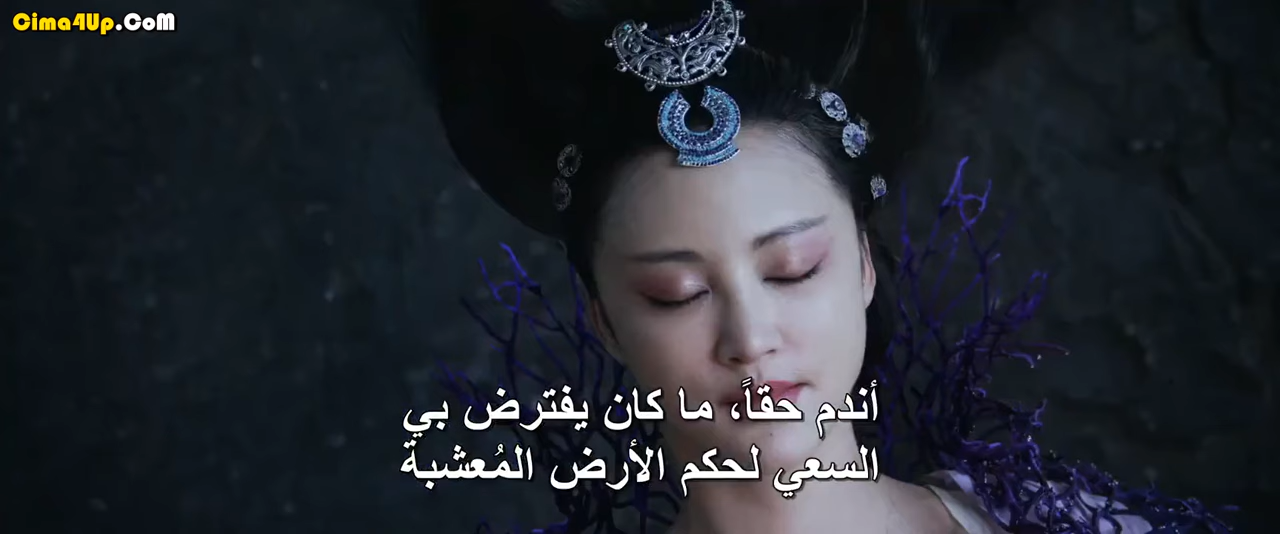 Cima4Up.CoM
أندم حقاً، ما كان يفترض بي
السعي لحكم الأرض المُعشبة